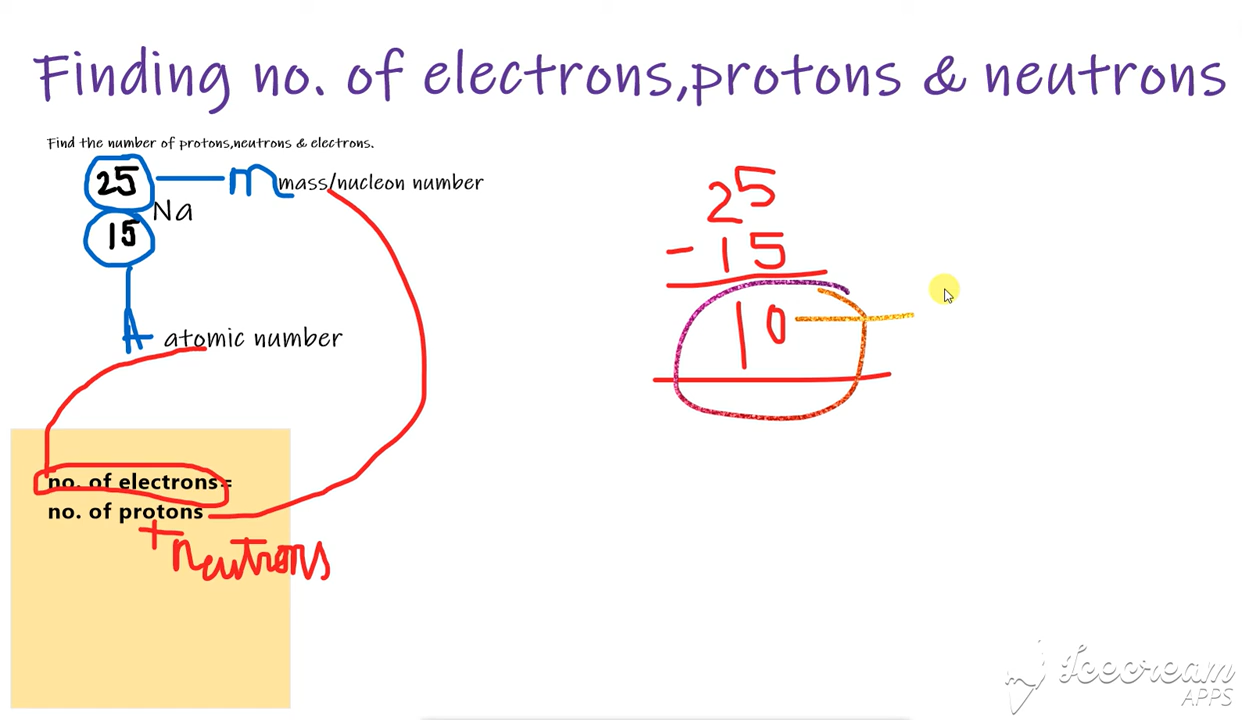 Finding no. of electrons,protons & neutrons
Find the number of protons,neutrons & electrons.
25
m mass/nucleon number
Na
15
A atomic number
no. of electrons=
no. of protons
+ neutrons
25
- 15
10
Icecream
APPS